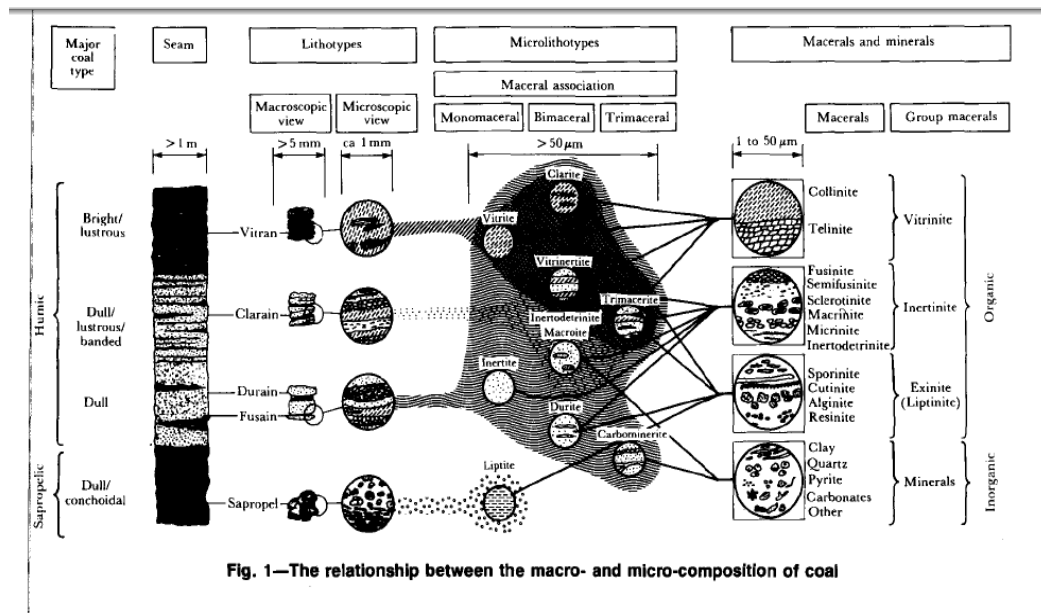 Major
coal
type
Seam
Lithotypes
Microlithotypes
Macerals and minerals
Maceral association
Macroscopic
view
Microscopic
view
Monomaceral
Bimaceral
Trimaceral
Macerals
Group macerals
>1 m
>5 mm
ca 1 mm
>50 μm
1 to 50 μm
Humic
Sapropelic
Bright/
lustrous
Dull/
lustrous/
banded
Dull
Dull/
conchoidal
Vitran
Clarain
Durain
Fusain
Sapropel
Clarite
Vitrite
Vitrinertite
Trimacerite
Inertodetrinite
Macroite
Inertite
Durite
Carbominerite
Liptite
Collinite
Telinite
Fusinite
Semifusinite
Sclerotinite
Macrinite
Micrinite
Inertodetrinite
Sporinite
Cutinite
Alginite
Resinite
Clay
Quartz
Pyrite
Carbonates
Other
Vitrinite
Inertinite
Exinite
(Liptinite)
Minerals
Organic
Inorganic
Fig. 1—The relationship between the macro- and micro-composition of coal